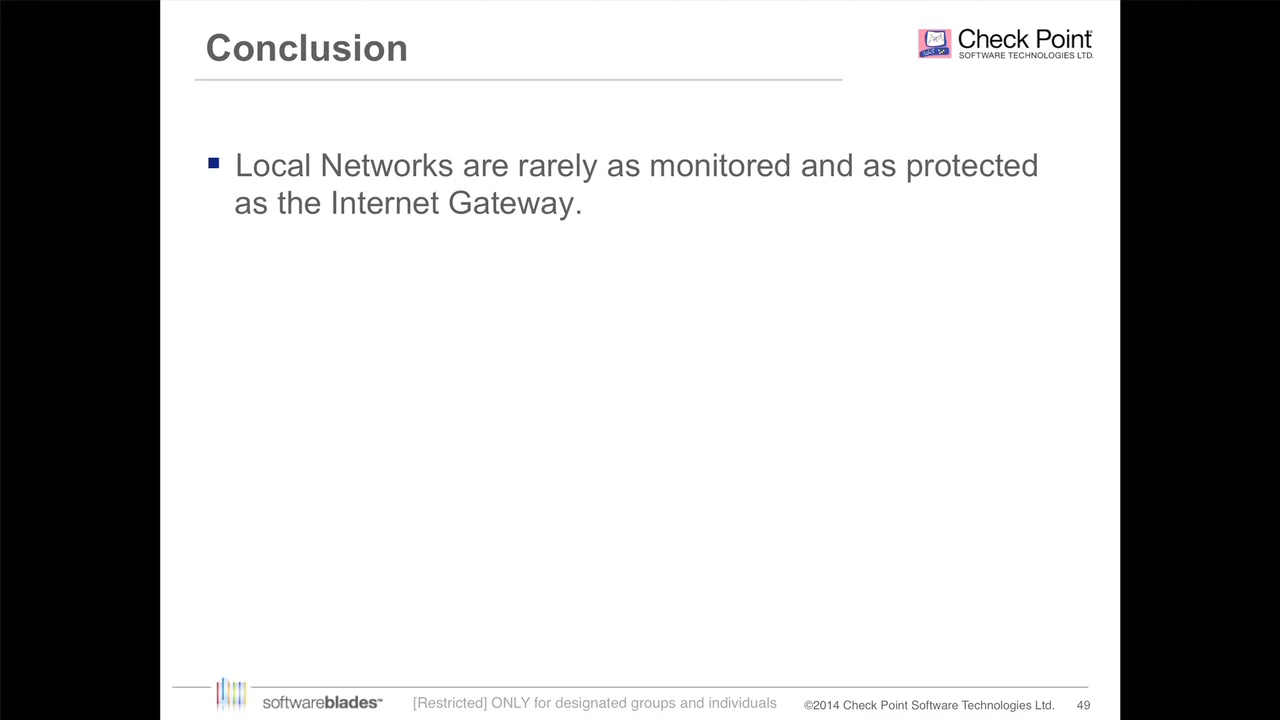 Conclusion
Check Point
SOFTWARE TECHNOLOGIES LTD.
Local Networks are rarely as monitored and as protected
as the Internet Gateway.
softwareblades™
[Restricted] ONLY for designated groups and individuals
©2014 Check Point Software Technologies Ltd.
49